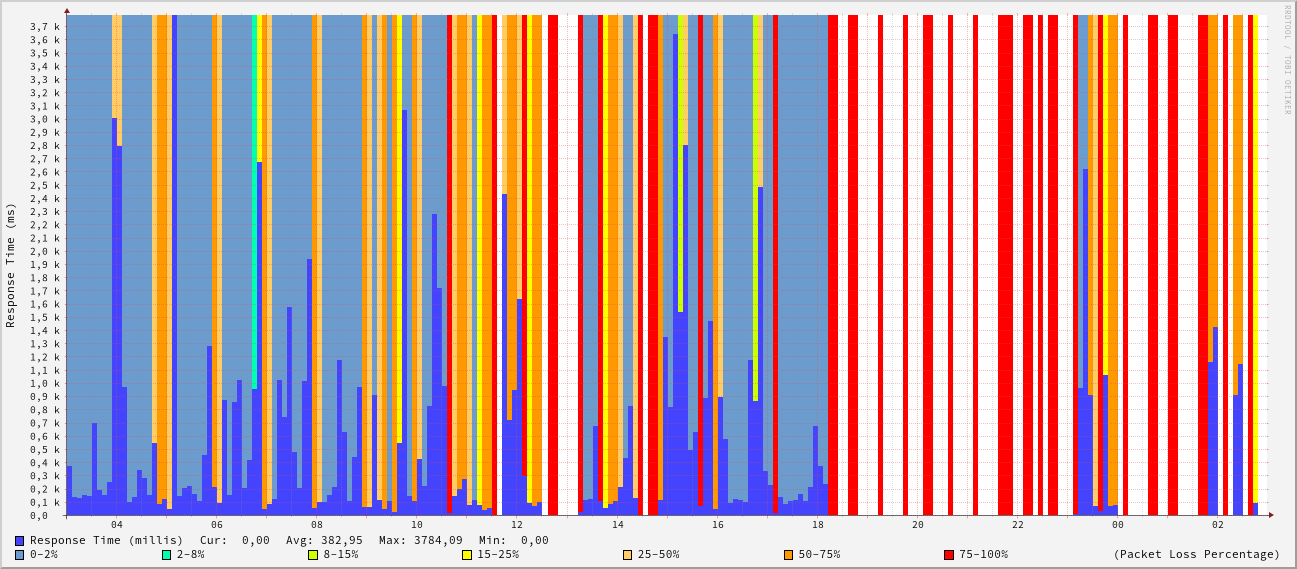 RRDTOOL / TOBI OETIKER
Response Time (ms)
3,7 k
3,6 k
3,5 k
3,4 k
3,3 k
3,2 k
3,1 k
3,0 k
2,9 k
2,8 k
2,7 k
2,6 k
2,5 k
2,4 k
2,3 k
2,2 k
2,1 k
2,0 k
1,9 k
1,8 k
1,7 k
1,6 k
1,5 k
1,4 k
1,3 k
1,2 k
1,1 k
1,0 k
0,9 k
0,8 k
0,7 k
0,6 k
0,5 k
0,4 k
0,3 k
0,2 k
0,1 k
0,0
04 06 08 10 12 14 16 18 20 22 00 02
Response Time (millis) Cur: 0,00 Avg: 382,95 Max: 3784,09 Min: 0,00
0-2% 2-8% 8-15% 15-25% 25-50% 50-75% 75-100% (Packet Loss Percentage)